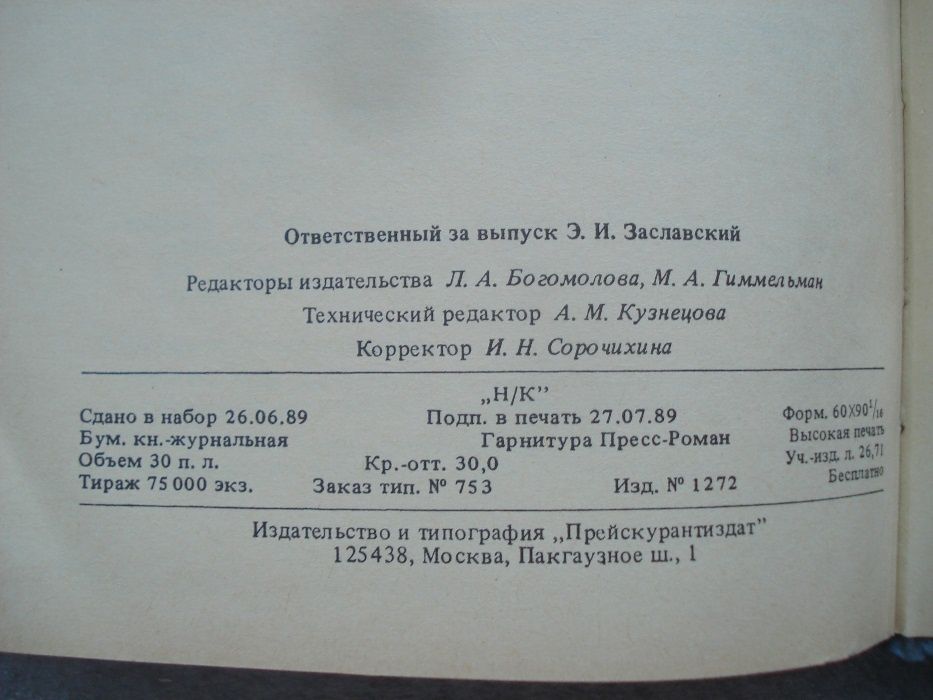 Ответственный за выпуск Э. И. Заславский
Редакторы издательства Л. А. Богомолова, М. А. Гиммельман
Технический редактор А. М. Кузнецова
Корректор И. Н. Сорочихина
„Н/К”
Сдано в набор 26.06.89 Подп. в печать 27.07.89 Форм. 60X90 1/16
Бум. кн.-журнальная Гарнитура Пресс-Роман Высокая печать
Объем 30 п. л. Кр.-отт. 30,0 Уч.-изд. л. 26,71
Тираж 75 000 экз. Заказ тип. № 753 Изд. № 1272 Бесплатно
Издательство и типография „Прейскурантиздат”
125438, Москва, Пакгаузное ш., 1